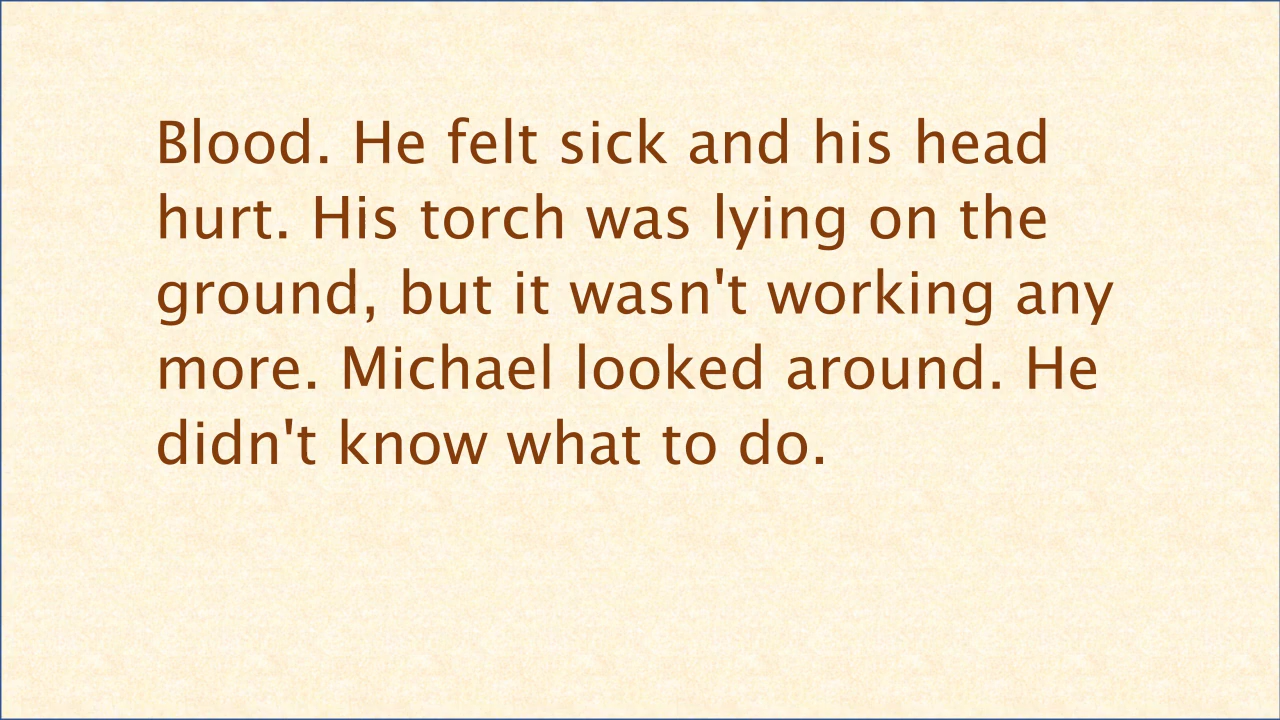 Blood. He felt sick and his head
hurt. His torch was lying on the
ground, but it wasn't working any
more. Michael looked around. He
didn't know what to do.